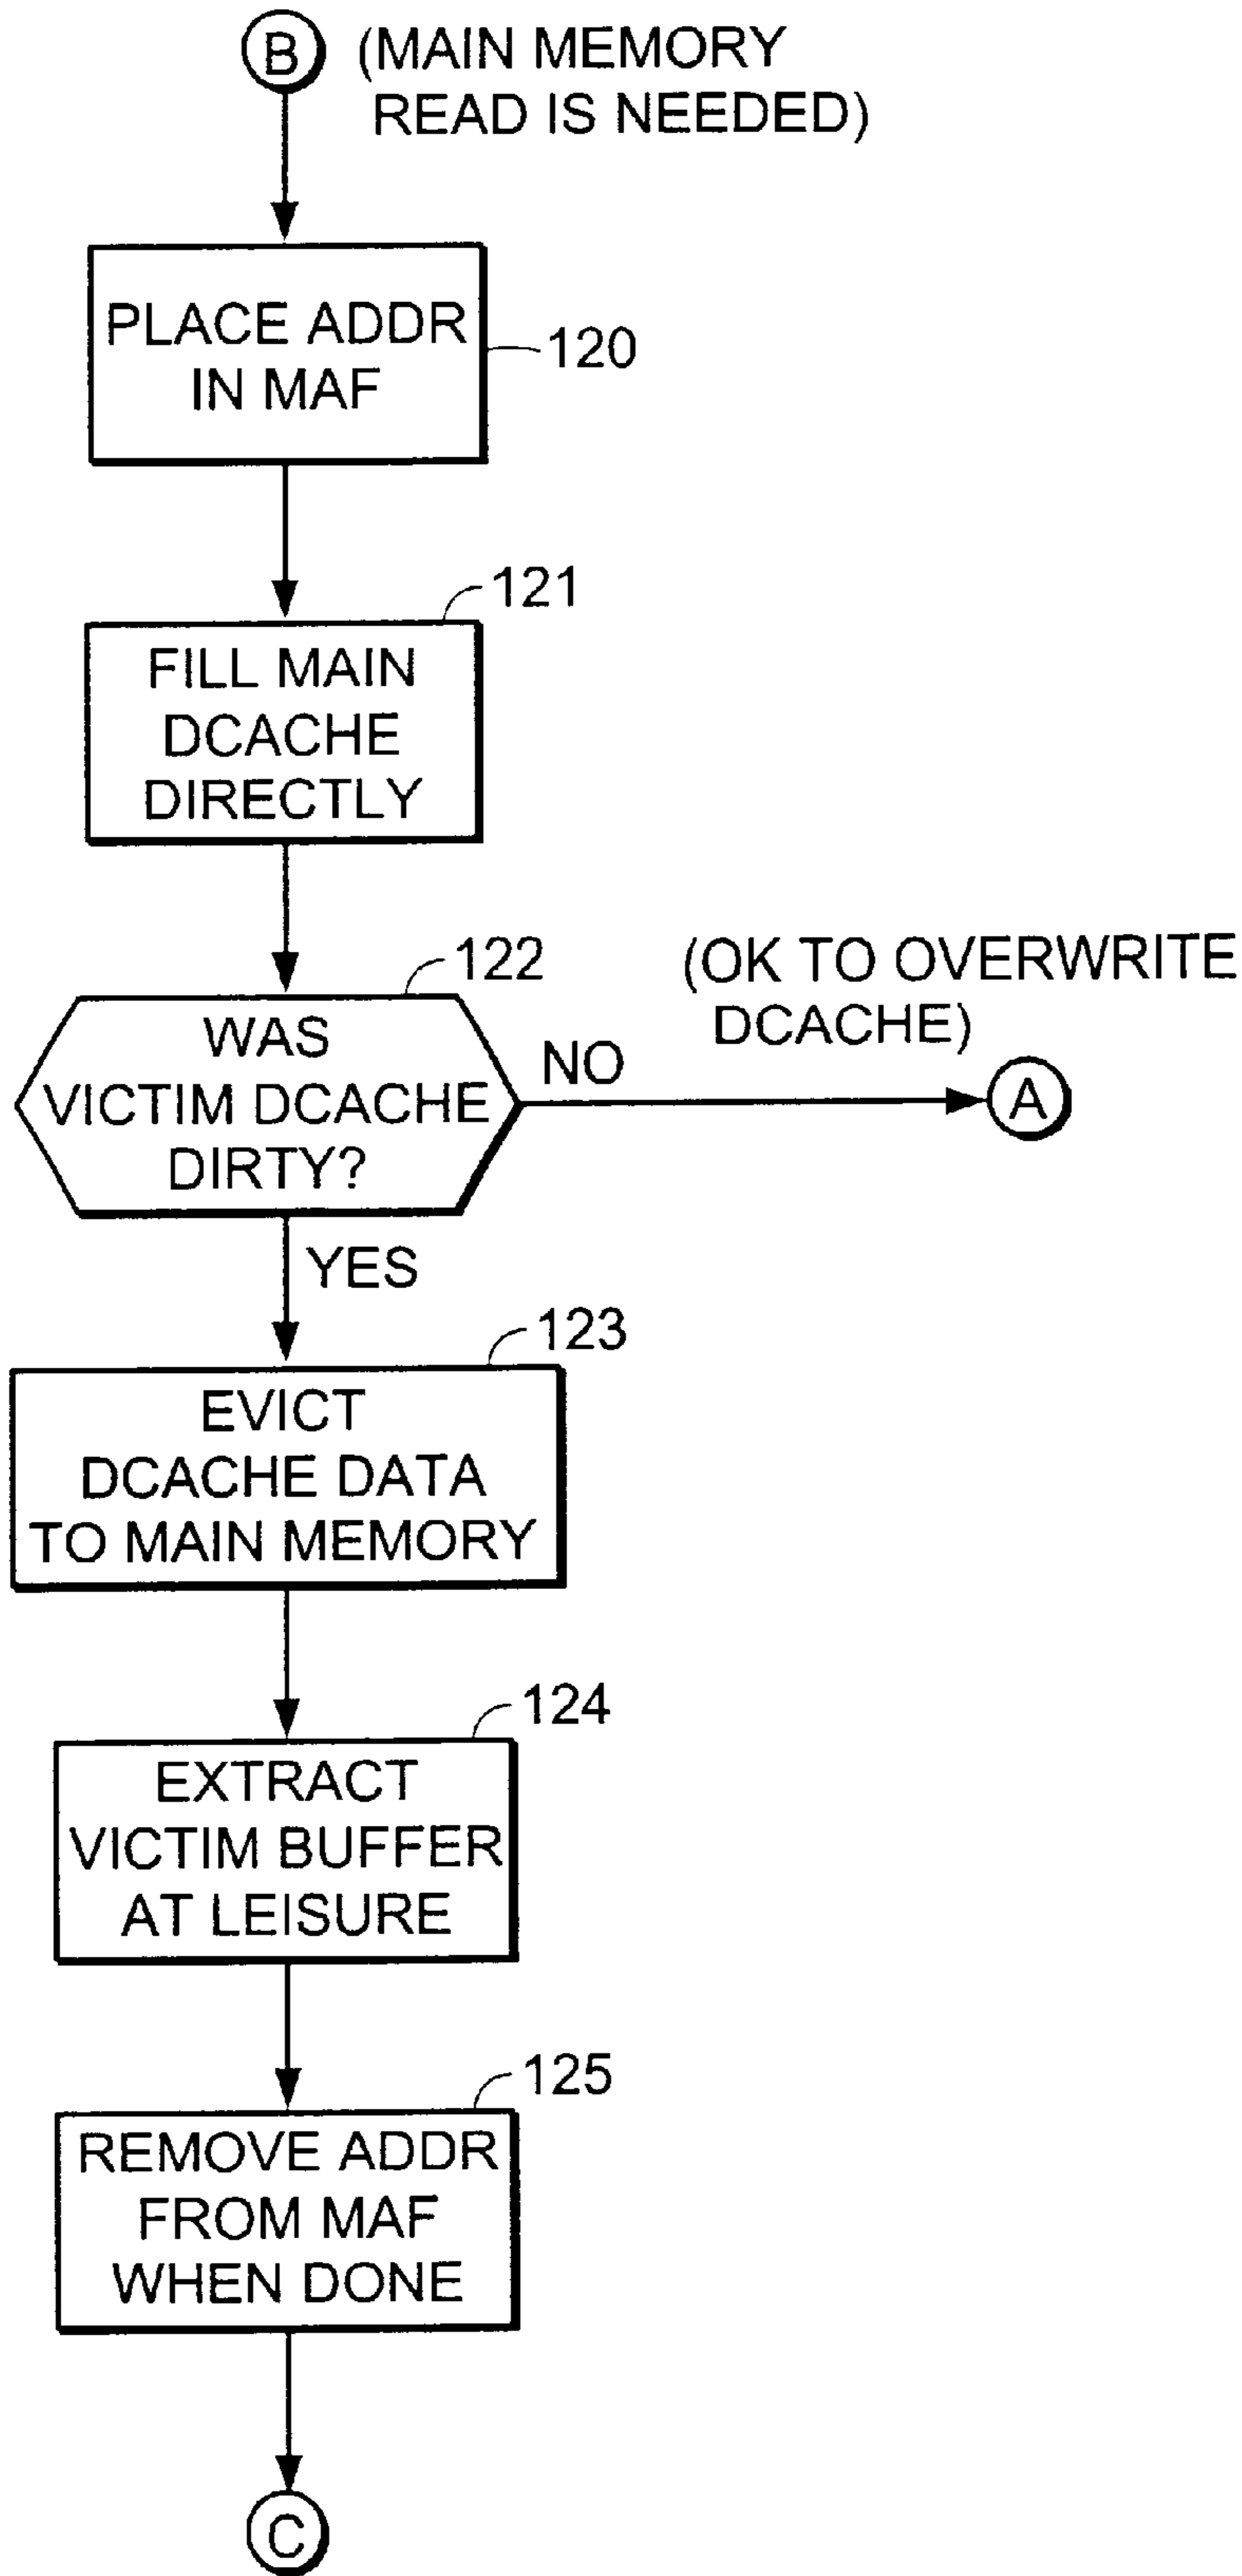 B
(MAIN MEMORY
READ IS NEEDED)
PLACE ADDR
IN MAF
120
121
FILL MAIN
DCACHE
DIRECTLY
122
(OK TO OVERWRITE
DCACHE)
WAS
VICTIM DCACHE
DIRTY?
NO
A
YES
123
EVICT
DCACHE DATA
TO MAIN MEMORY
124
EXTRACT
VICTIM BUFFER
AT LEISURE
125
REMOVE ADDR
FROM MAF
WHEN DONE
C